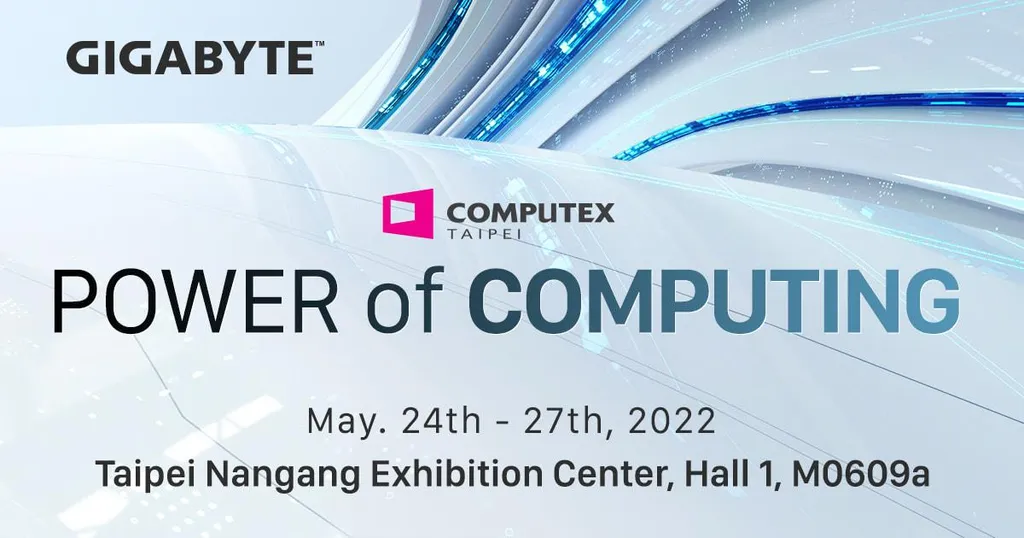 GIGABYTE™
COMPUTEX
TAIPEI
POWER of COMPUTING
May. 24th - 27th, 2022
Taipei Nangang Exhibition Center, Hall 1, M0609a